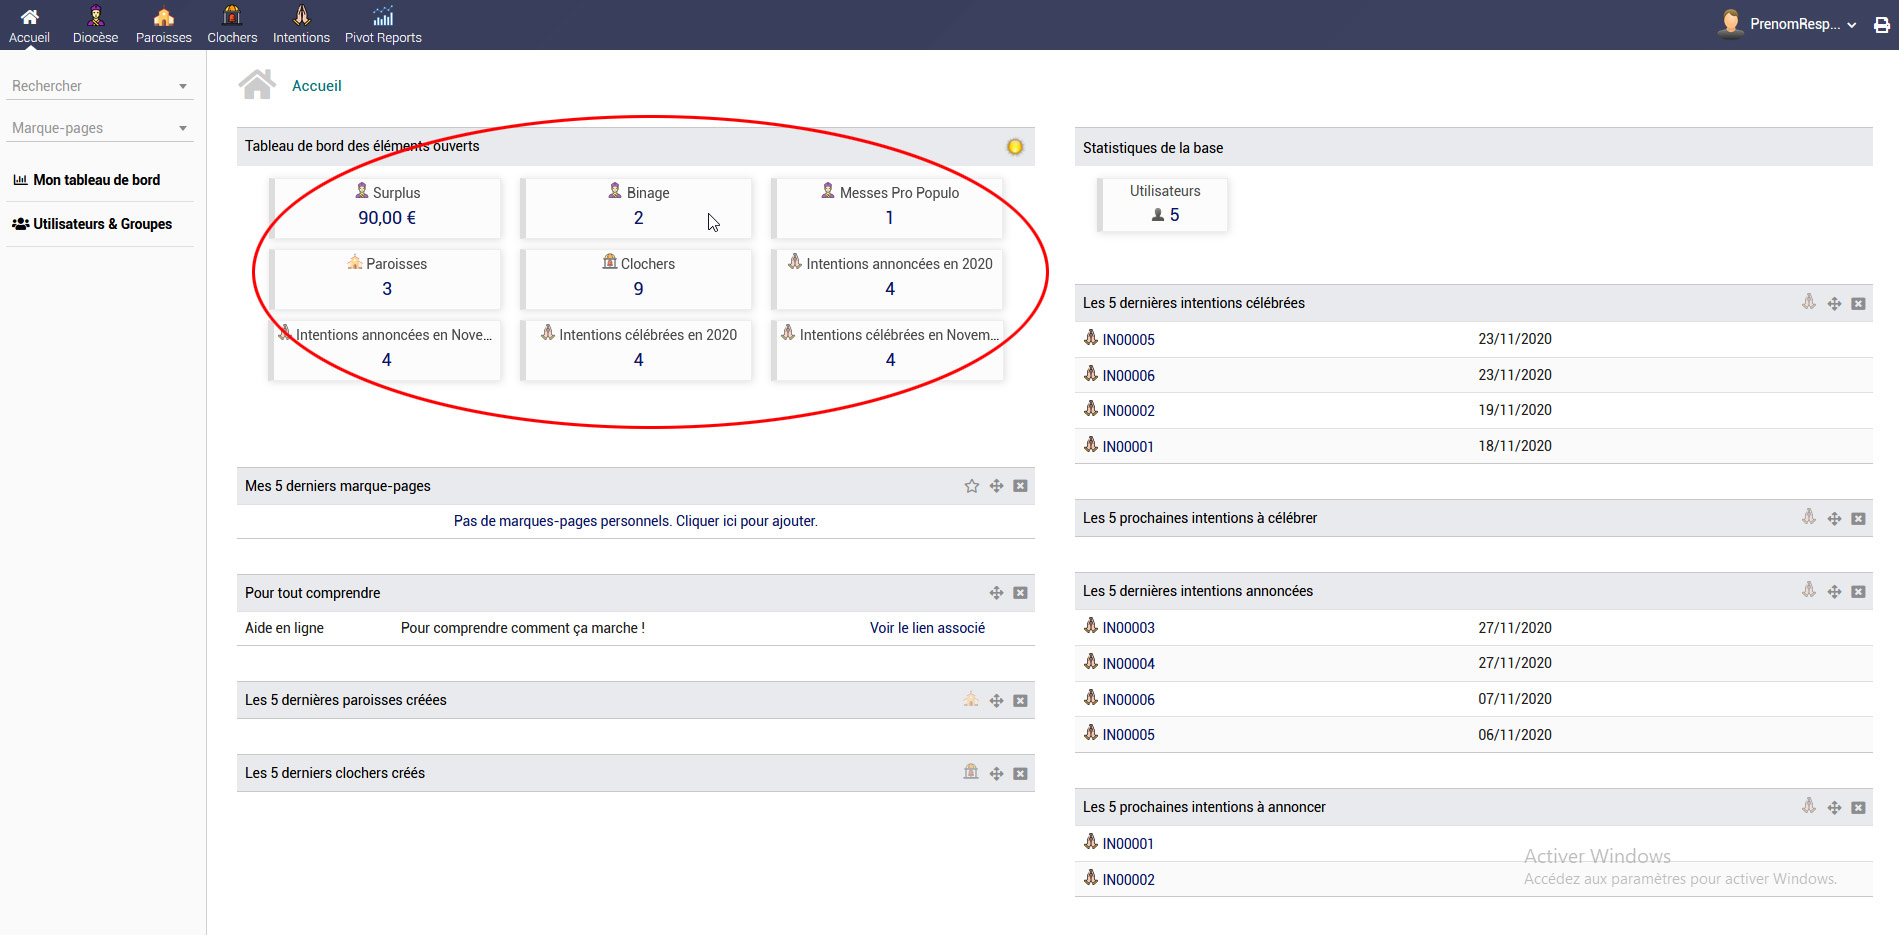 Accueil
Diocèse
Paroisses
Clochers
Intentions
Pivot Reports
PrenomResp...
Rechercher
Marque-pages
Mon tableau de bord
Utilisateurs & Groupes
Accueil
Tableau de bord des éléments ouverts
Surplus
90,00 €
Binage
2
Messes Pro Populo
1
Paroisses
3
Clochers
9
Intentions annoncées en 2020
4
Intentions annoncées en Nove...
4
Intentions célébrées en 2020
4
Intentions célébrées en Novem...
4
Mes 5 derniers marque-pages
Pas de marques-pages personnels. Cliquer ici pour ajouter.
Pour tout comprendre
Aide en ligne Pour comprendre comment ça marche ! Voir le lien associé
Les 5 dernières paroisses créées
Les 5 derniers clochers créés
Statistiques de la base
Utilisateurs
5
Les 5 dernières intentions célébrées
IN00005 23/11/2020
IN00006 23/11/2020
IN00002 19/11/2020
IN00001 18/11/2020
Les 5 prochaines intentions à célébrer
Les 5 dernières intentions annoncées
IN00003 27/11/2020
IN00004 27/11/2020
IN00006 07/11/2020
IN00005 06/11/2020
Les 5 prochaines intentions à annoncer
IN00001
IN00002
Activer Windows
Accédez aux paramètres pour activer Windows.